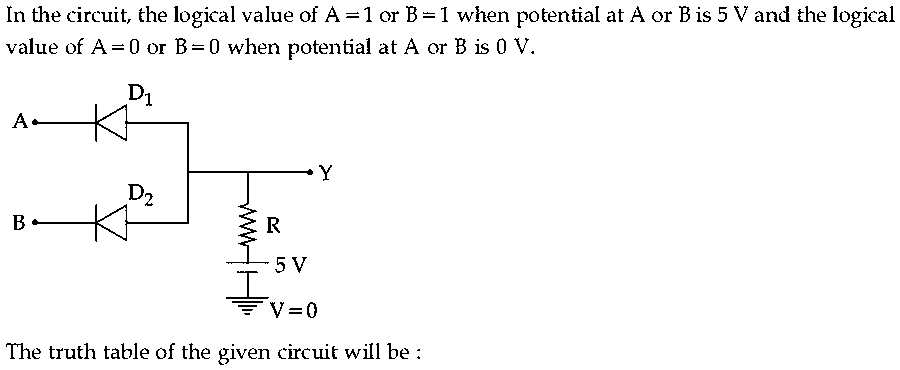 In the circuit, the logical value of A = 1 or B = 1 when potential at A or B is 5 V and the logical
value of A = 0 or B = 0 when potential at A or B is 0 V.
D1
A
Y
D2
B
R
5 V
V = 0
The truth table of the given circuit will be :